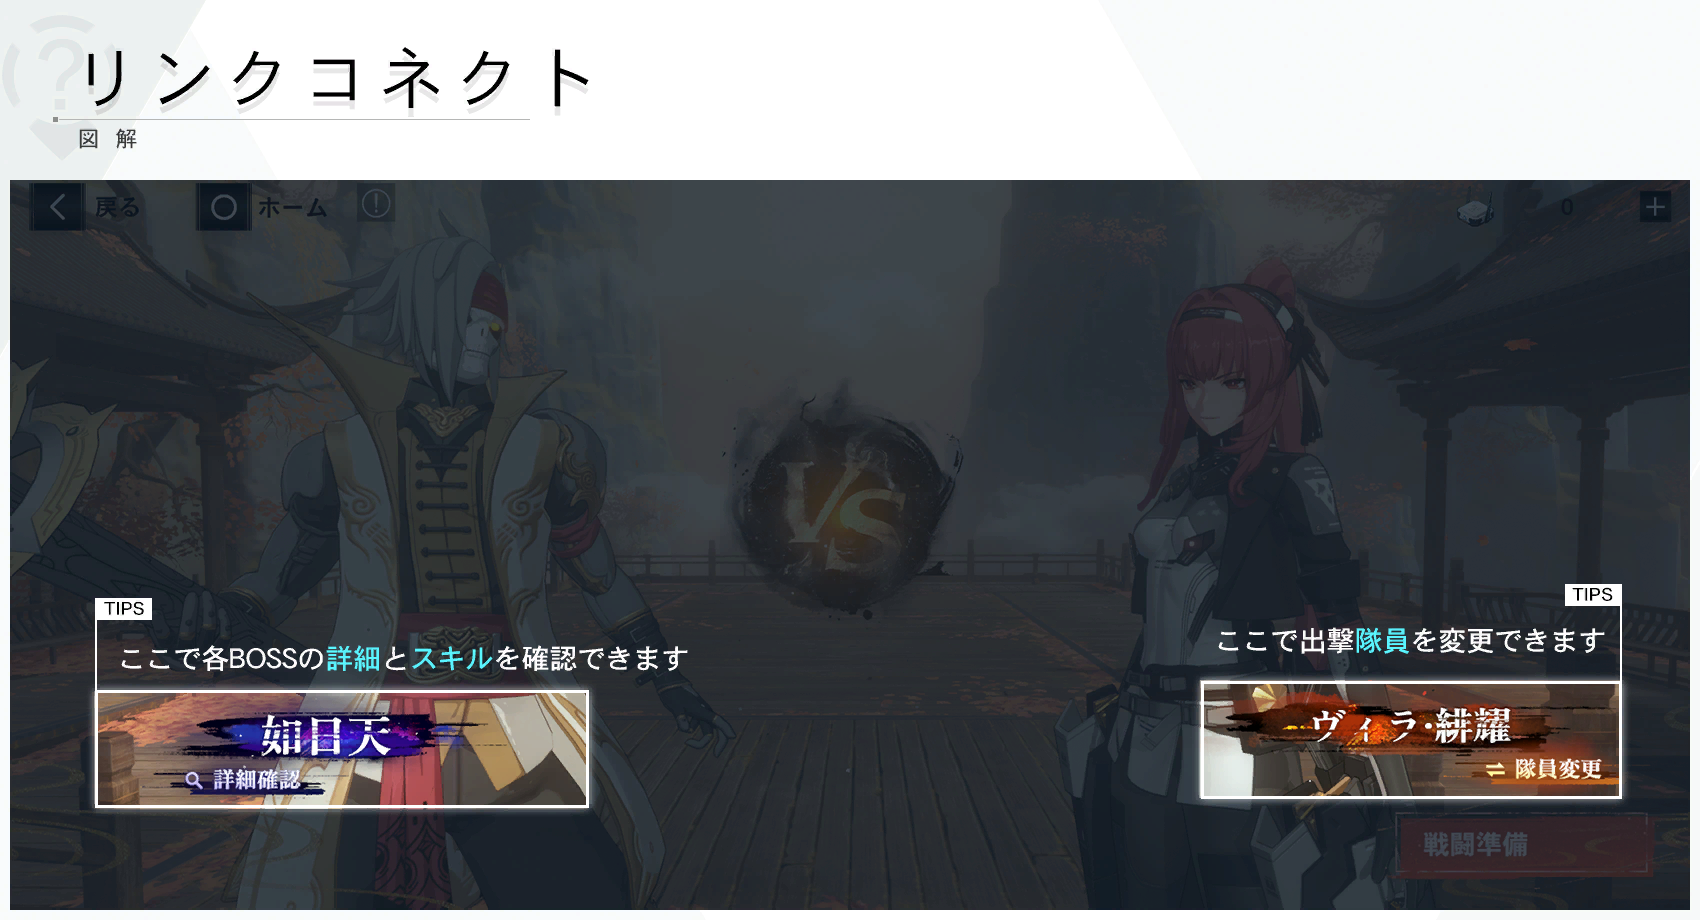 リンクコネクト
図解
戻る
ホーム
0
VS
TIPS
ここで各BOSSの詳細とスキルを確認できます
如日天
詳細確認
TIPS
ここで出撃隊員を変更できます
ヴィラ・緋耀
隊員変更
戦闘準備